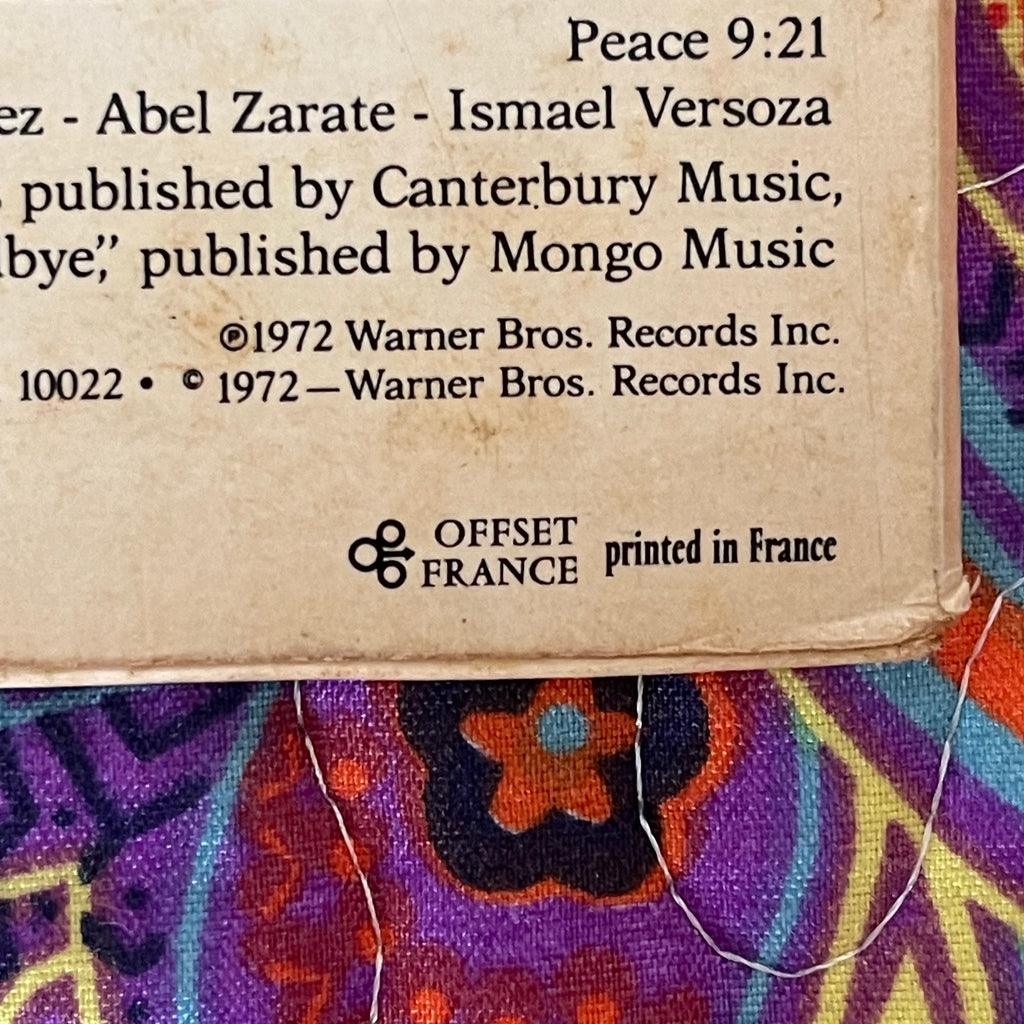 Peace 9:21
ez - Abel Zarate - Ismael Versoza
published by Canterbury Music,
bye," published by Mongo Music
℗1972 Warner Bros. Records Inc.
10022 • © 1972—Warner Bros. Records Inc.
OFFSET
FRANCE
printed in France